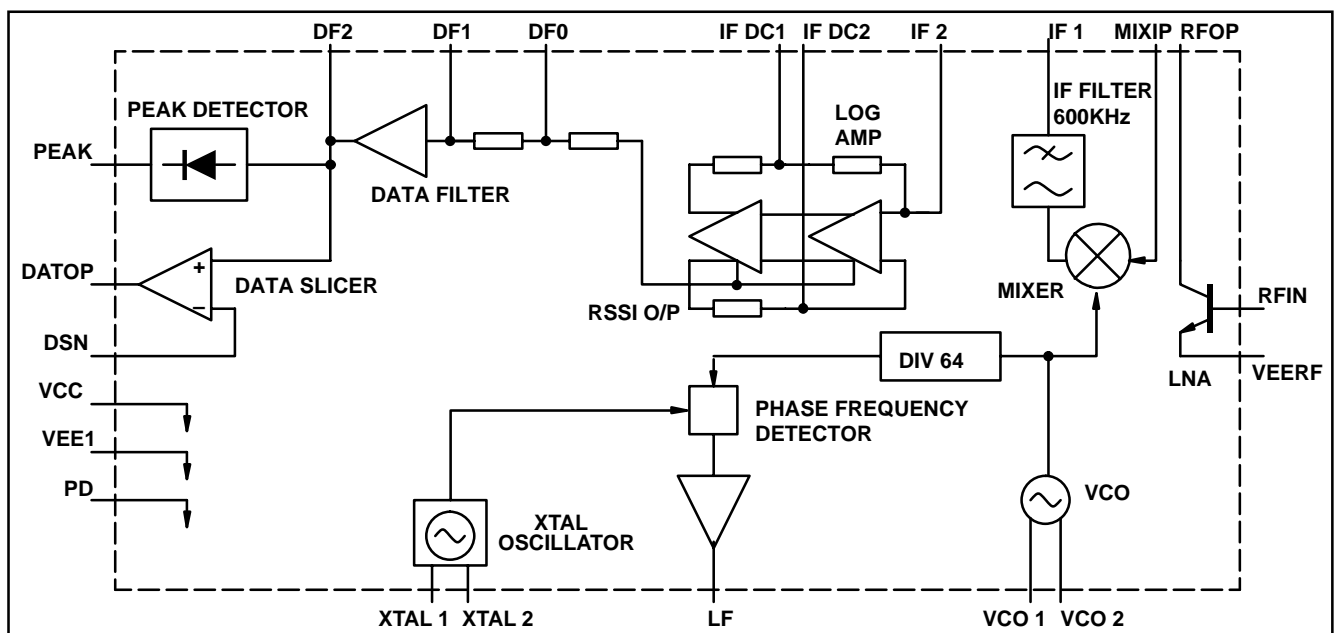 DF2 DF1 DF0 IF DC1 IF DC2 IF 2 IF 1 MIXIP RFOP
PEAK DETECTOR
LOG
AMP
IF FILTER
600KHz
PEAK
DATA FILTER
DATOP
+
−
DATA SLICER
RSSI O/P
MIXER
RFIN
DSN
DIV 64
LNA
VEERF
VCC
PHASE FREQUENCY
DETECTOR
VEE1
PD
VCO
XTAL
OSCILLATOR
XTAL 1 XTAL 2 LF VCO 1 VCO 2